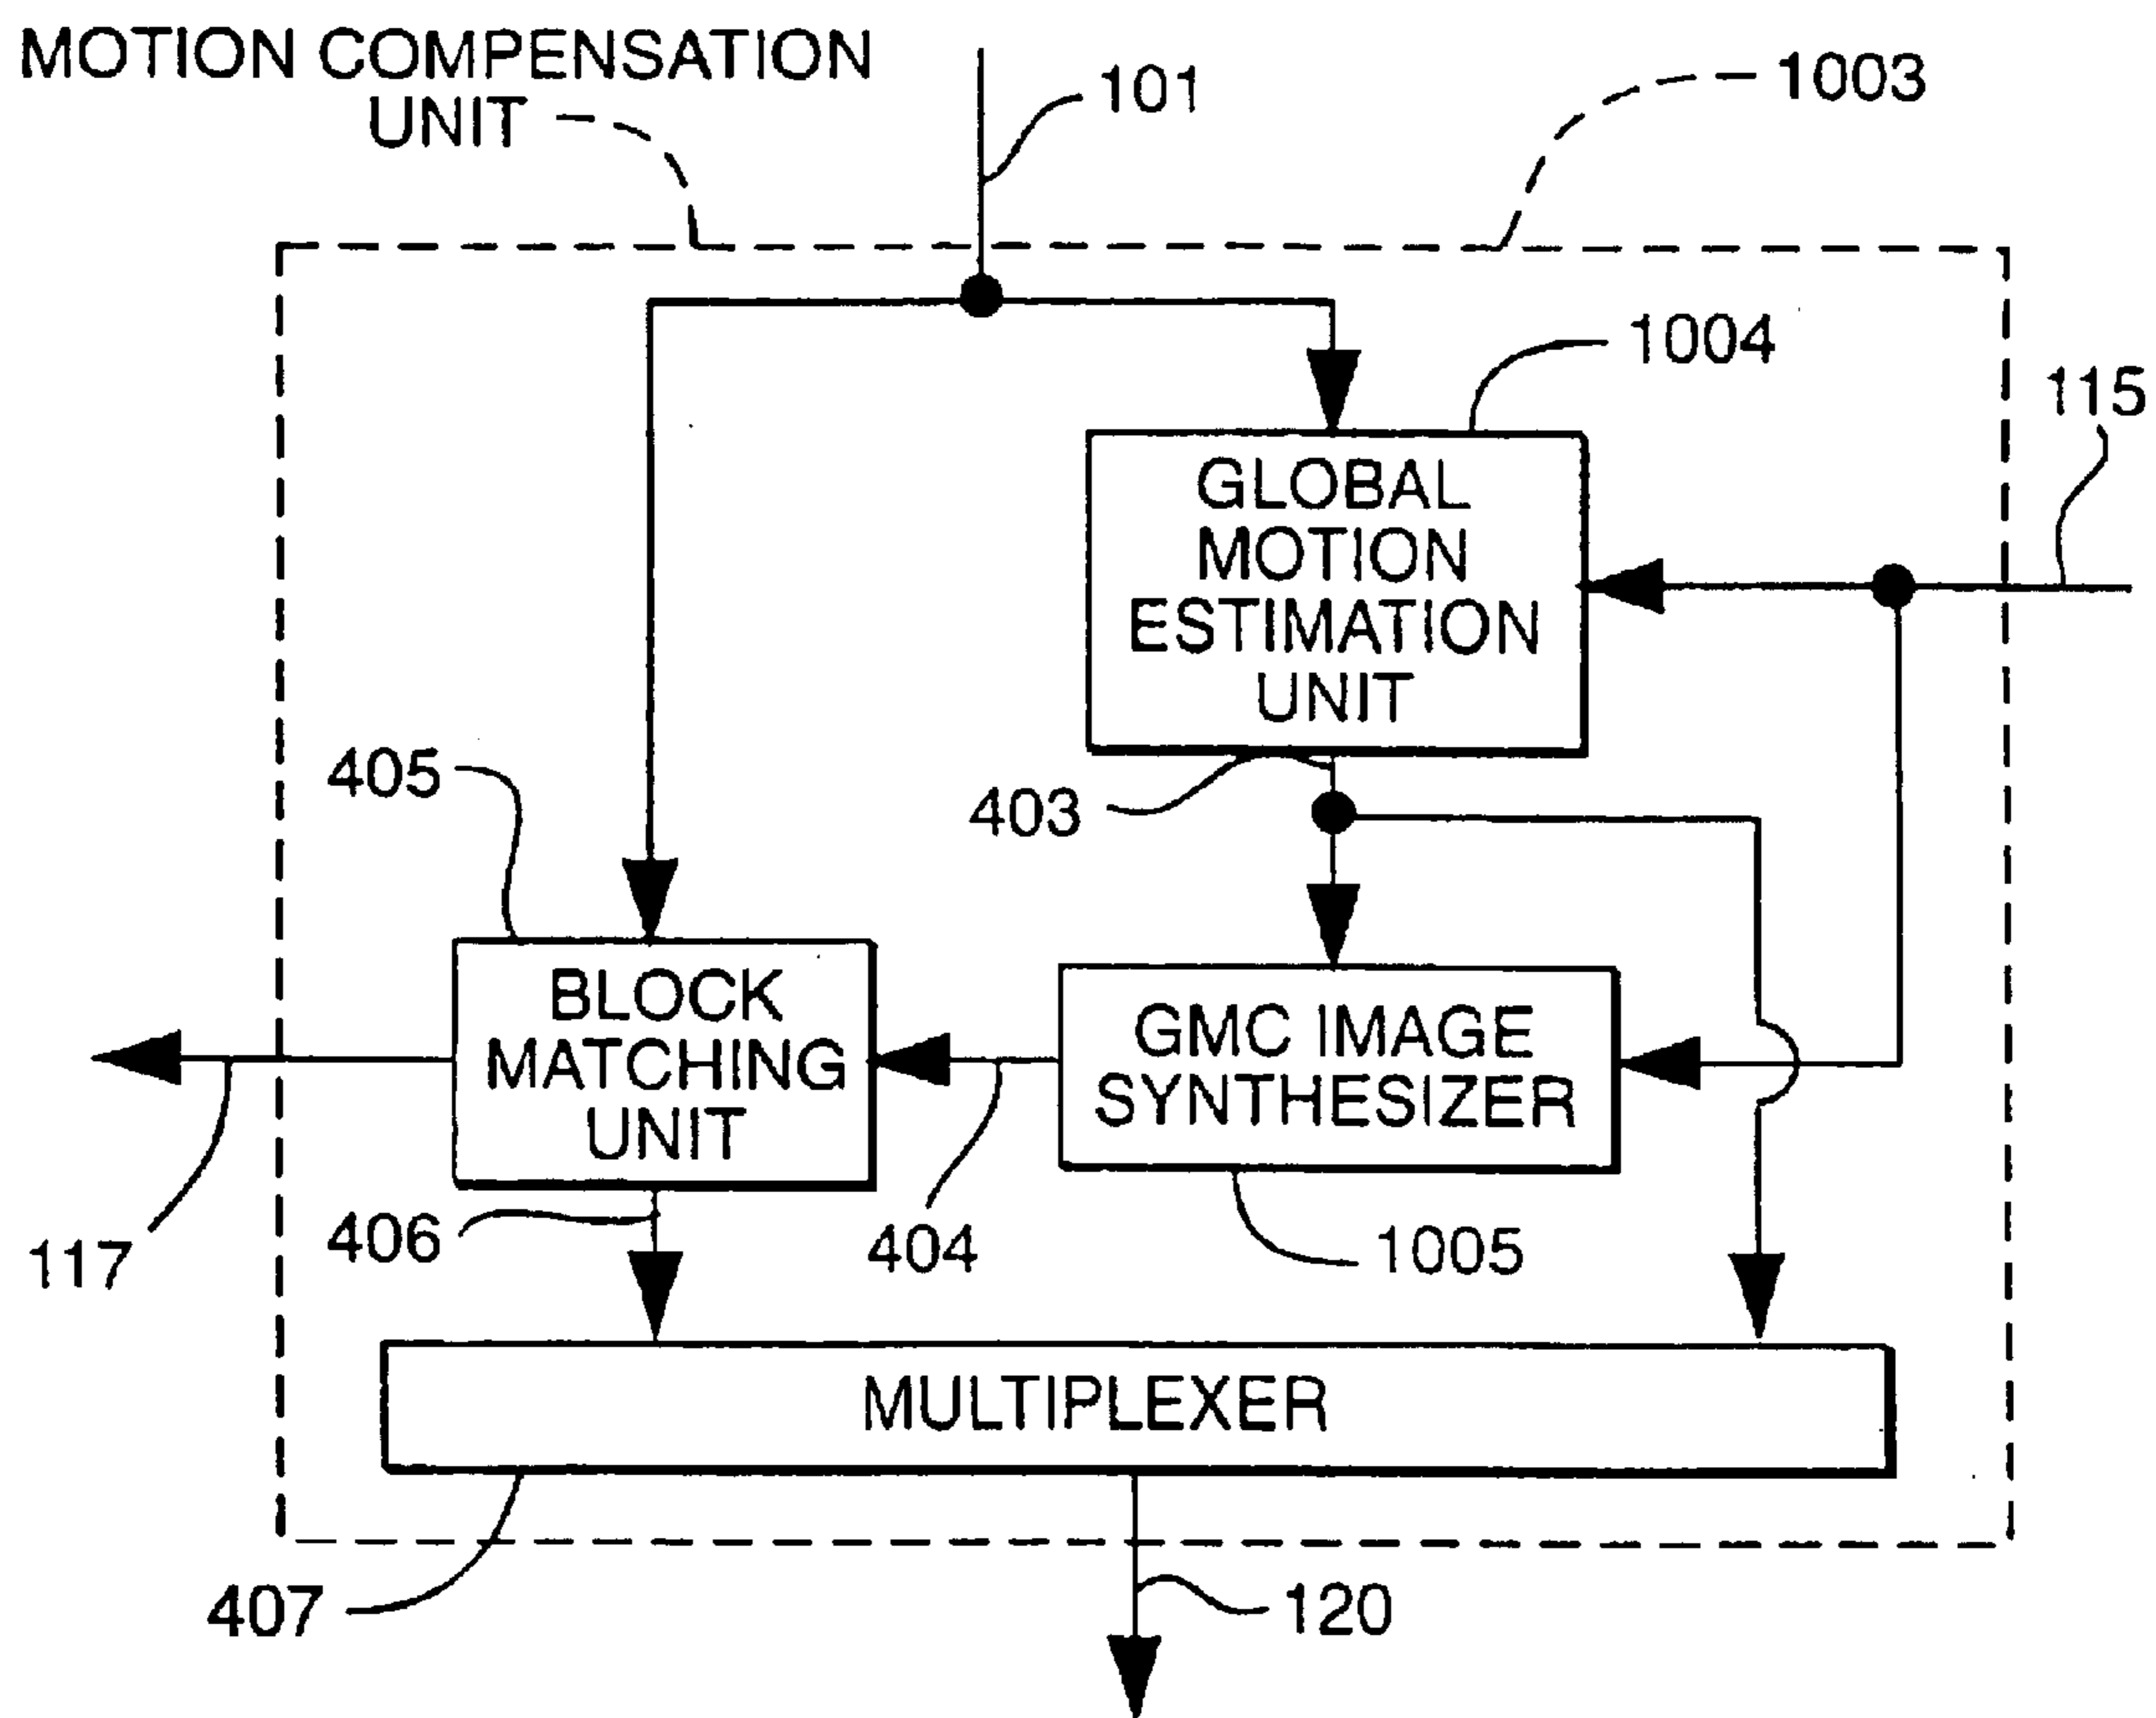 MOTION COMPENSATION
UNIT
101
1003
1004
115
GLOBAL
MOTION
ESTIMATION
UNIT
405
403
BLOCK
MATCHING
UNIT
GMC IMAGE
SYNTHESIZER
117
406
404
1005
MULTIPLEXER
407
120